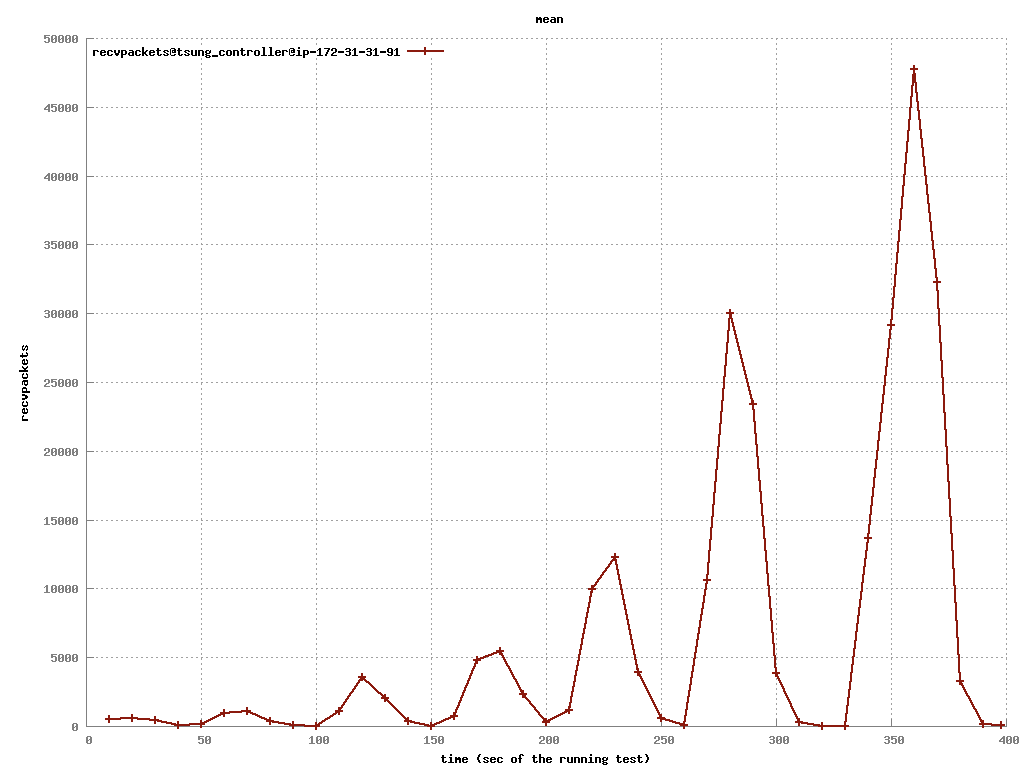 mean
50000
recvpackets@tsung_controller@ip-172-31-31-91
45000
40000
35000
30000
25000
20000
15000
10000
5000
0
recvpackets
0 50 100 150 200 250 300 350 400
time (sec of the running test)